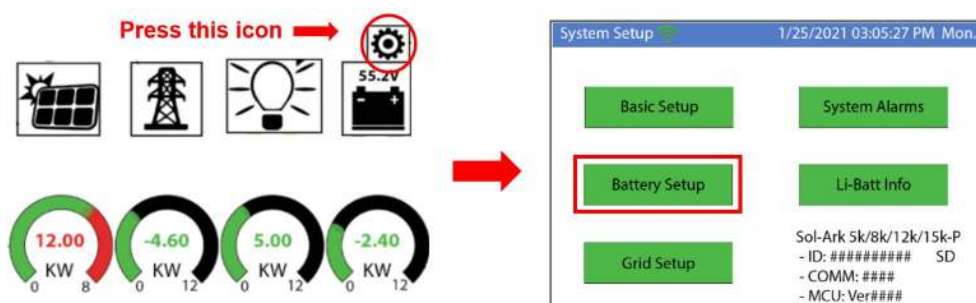 Press this icon
55.2V
12.00
KW
0 8
-4.60
KW
0 12
5.00
KW
0 12
-2.40
KW
0 12
System Setup 1/25/2021 03:05:27 PM Mon.
Basic Setup
System Alarms
Battery Setup
Li-Batt Info
Grid Setup
Sol-Ark 5k/8k/12k/15k-P
- ID: ########## SD
- COMM: ####
- MCU: Ver####